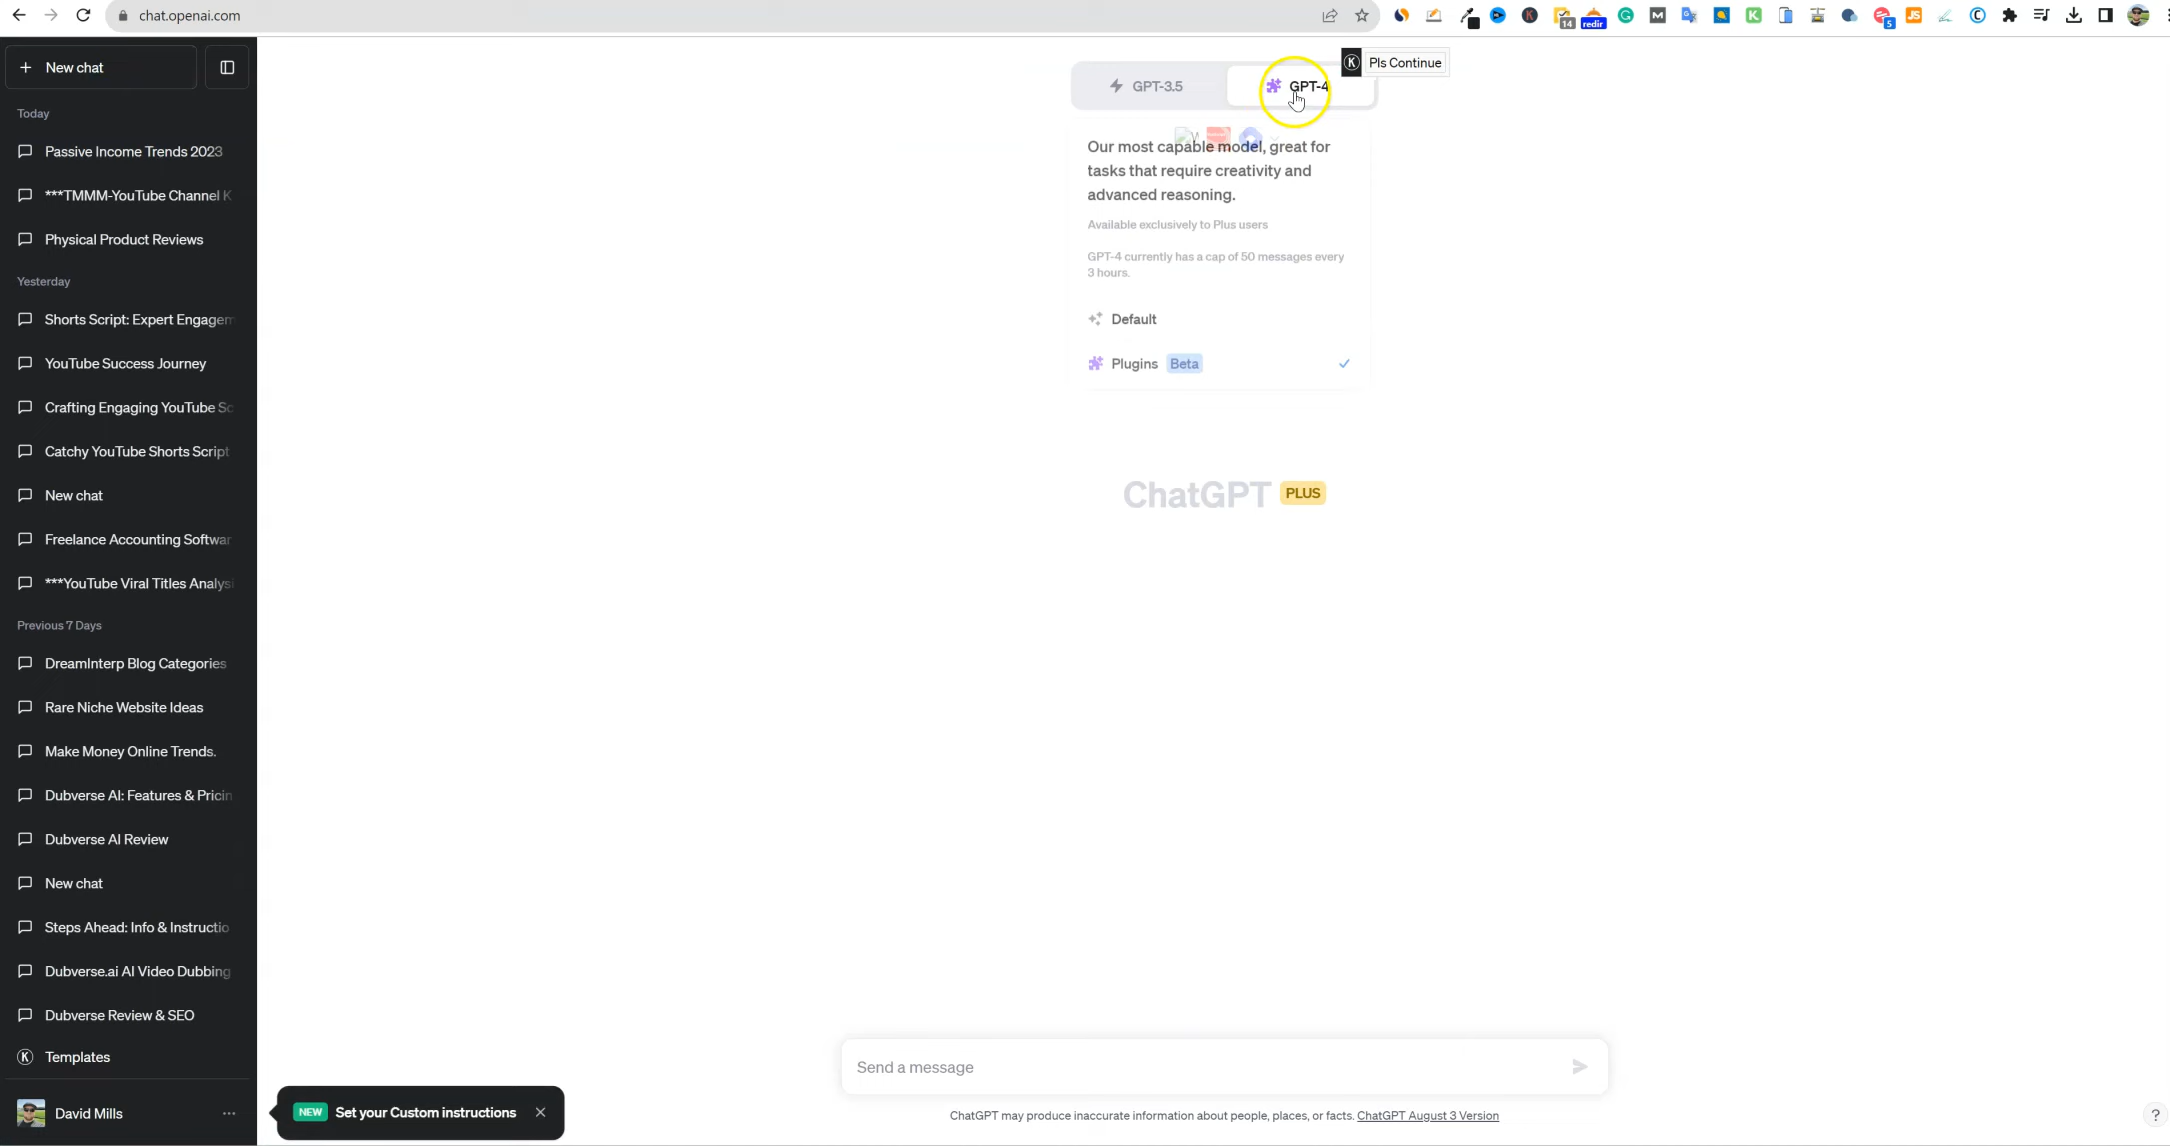 chat.openai.com
14
redir
M
K
JS
5
C
New chat
Today
Passive Income Trends 2023
***TMMM-YouTube Channel K
Physical Product Reviews
Yesterday
Shorts Script: Expert Engagem
YouTube Success Journey
Crafting Engaging YouTube Sc
Catchy YouTube Shorts Script
New chat
Freelance Accounting Softwar
***YouTube Viral Titles Analysi
Previous 7 Days
DreamInterp Blog Categories
Rare Niche Website Ideas
Make Money Online Trends.
Dubverse AI: Features & Pricin
Dubverse AI Review
New chat
Steps Ahead: Info & Instructio
Dubverse.ai AI Video Dubbing
Dubverse Review & SEO
K Templates
David Mills
NEW Set your Custom instructions
K Pls Continue
GPT-3.5
GPT-4
Our most capable model, great for
tasks that require creativity and
advanced reasoning.
Available exclusively to Plus users
GPT-4 currently has a cap of 50 messages every
3 hours.
Default
Plugins Beta
ChatGPT PLUS
Send a message
ChatGPT may produce inaccurate information about people, places, or facts. ChatGPT August 3 Version
?